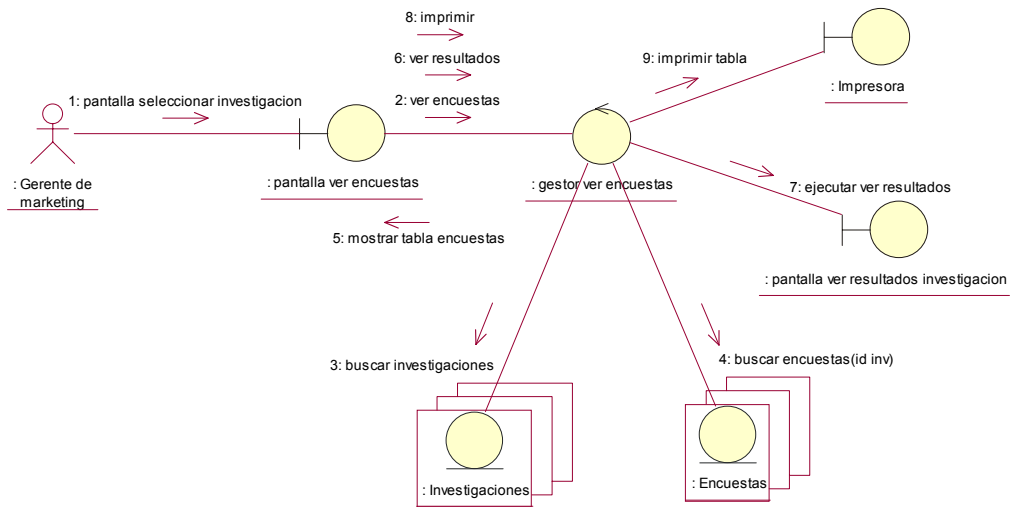 8: imprimir
6: ver resultados
9: imprimir tabla
: Impresora
1: pantalla seleccionar investigacion
2: ver encuestas
: Gerente de
marketing
: pantalla ver encuestas
: gestor ver encuestas
7: ejecutar ver resultados
5: mostrar tabla encuestas
: pantalla ver resultados investigacion
3: buscar investigaciones
4: buscar encuestas(id inv)
: Investigaciones
: Encuestas